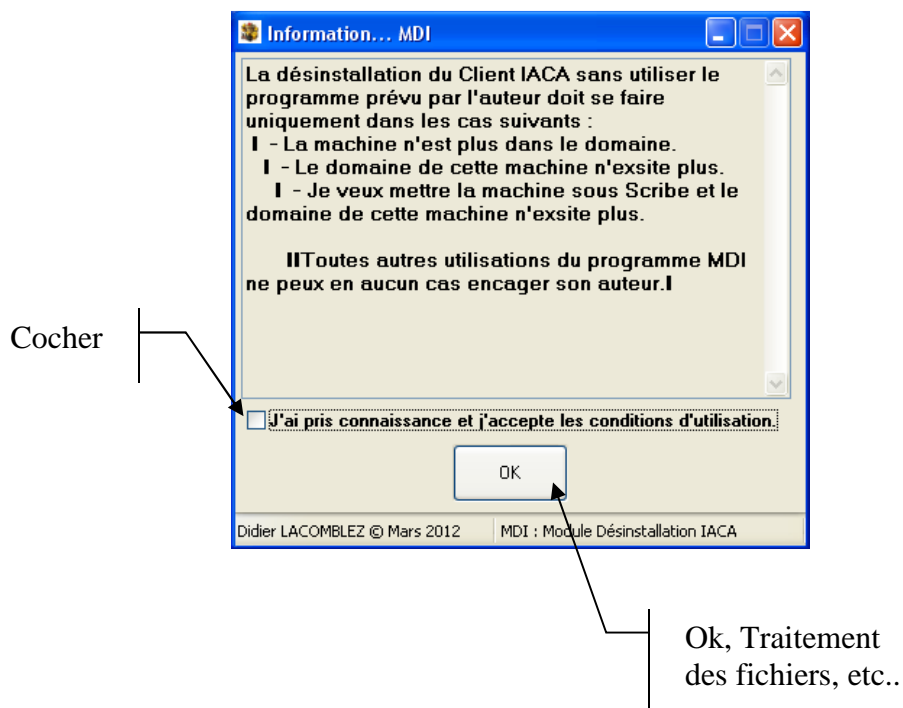 Information... MDI
La désinstallation du Client IACA sans utiliser le
programme prévu par l'auteur doit se faire
uniquement dans les cas suivants :
I - La machine n'est plus dans le domaine.
I - Le domaine de cette machine n'exsite plus.
I - Je veux mettre la machine sous Scribe et le
domaine de cette machine n'exsite plus.
IIToutes autres utilisations du programme MDI
ne peux en aucun cas encager son auteur.I
Cocher
J'ai pris connaissance et j'accepte les conditions d'utilisation.
OK
Didier LACOMBLEZ © Mars 2012 MDI : Module Désinstallation IACA
Ok, Traitement
des fichiers, etc..